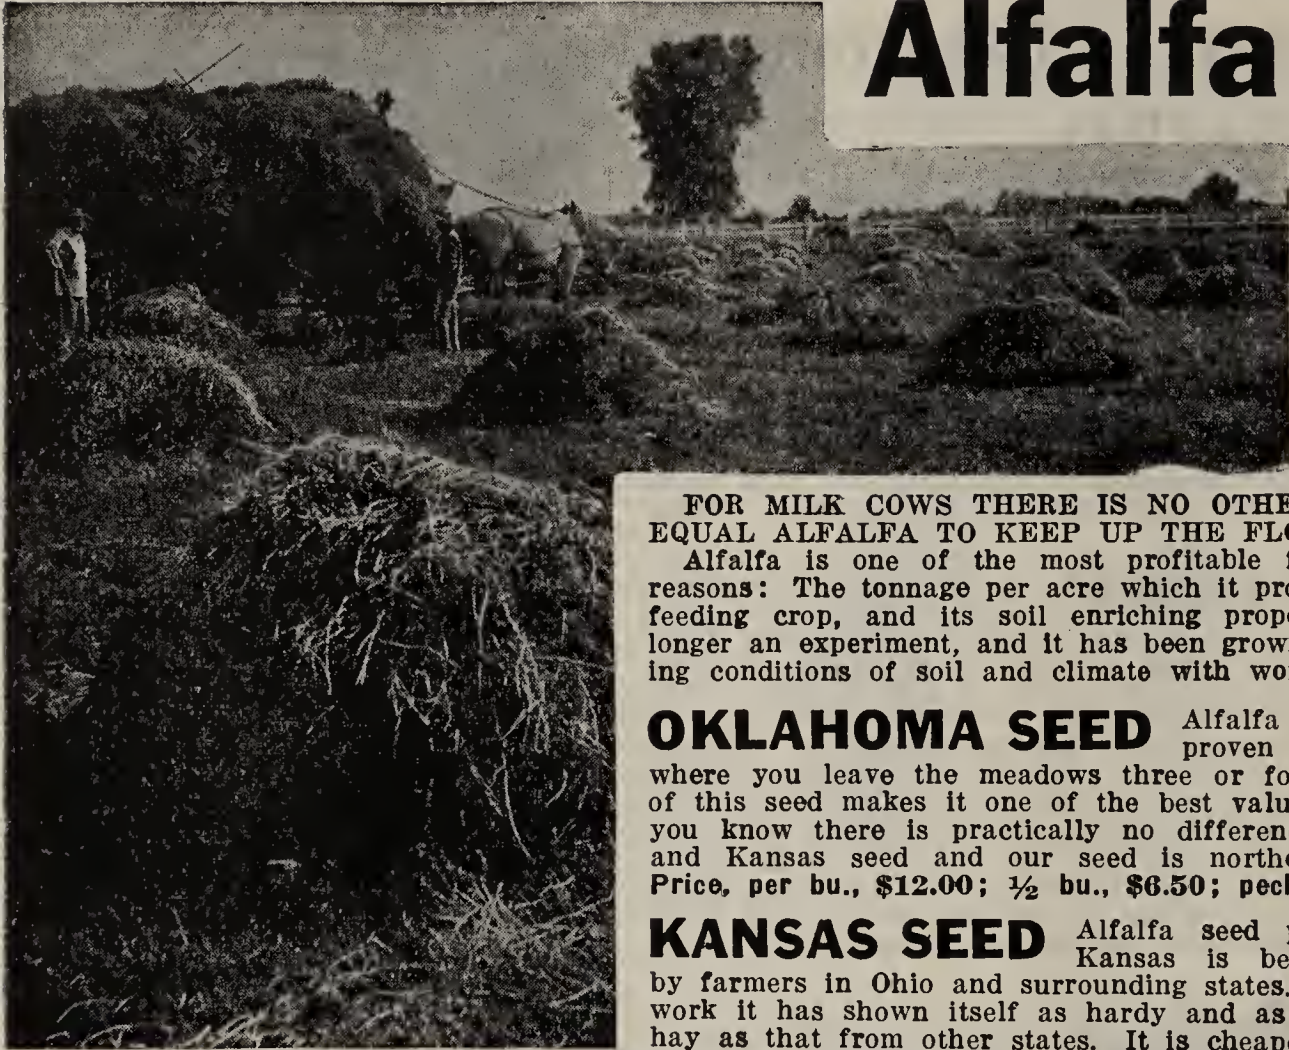 Alfalfa
FOR MILK COWS THERE IS NO OTHE
EQUAL ALFALFA TO KEEP UP THE FLO
Alfalfa is one of the most profitable f
reasons: The tonnage per acre which it pro
feeding crop, and its soil enriching prope
longer an experiment, and it has been grow
ing conditions of soil and climate with wo
OKLAHOMA SEED Alfalfa
proven
where you leave the meadows three or fo
of this seed makes it one of the best valu
you know there is practically no differen
and Kansas seed and our seed is northe
Price, per bu., $12.00; ½ bu., $6.50; peck
KANSAS SEED Alfalfa seed
Kansas is be
by farmers in Ohio and surrounding states.
work it has shown itself as hardy and as
hay as that from other states. It is cheape